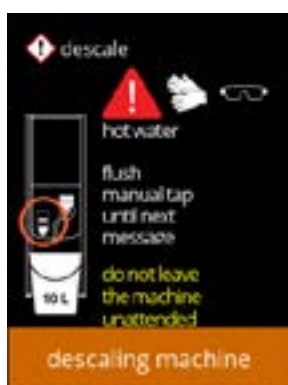 descale
hot water
flush
manual tap
until next
message
10 L
do not leave
the machine
unattended
descaling machine